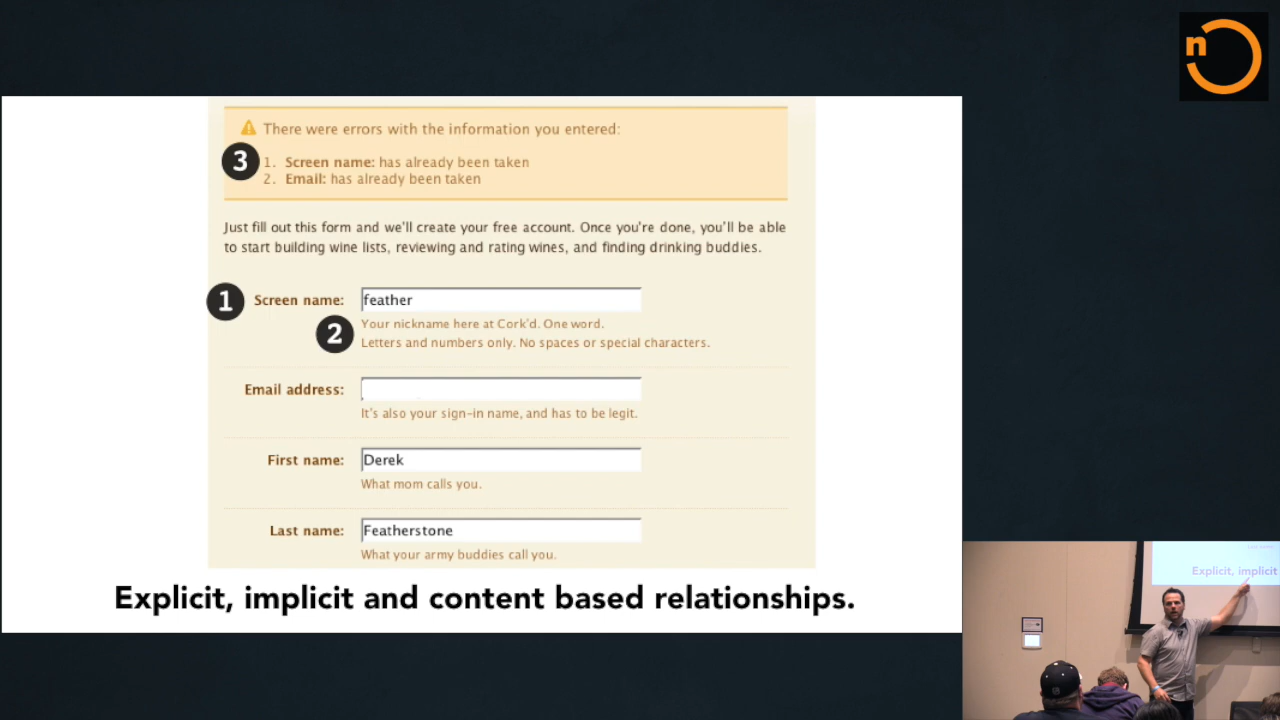 n
There were errors with the information you entered:
3
1. Screen name: has already been taken
2. Email: has already been taken
Just fill out this form and we'll create your free account. Once you're done, you'll be able
to start building wine lists, reviewing and rating wines, and finding drinking buddies.
1 Screen name: feather
2
Your nickname here at Cork'd. One word.
Letters and numbers only. No spaces or special characters.
Email address:
It's also your sign-in name, and has to be legit.
First name: Derek
What mom calls you.
Last name: Featherstone
What your army buddies call you.
Explicit, implicit and content based relationships.
Explicit, implicit